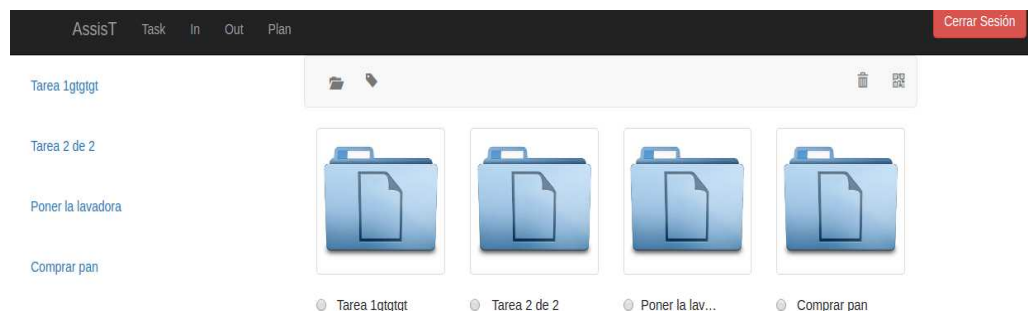 AssisT Task In Out Plan Cerrar Sesión
Tarea 1gtgtgt
Tarea 2 de 2
Poner la lavadora
Comprar pan
Tarea 1gtgtgt Tarea 2 de 2 Poner la lav... Comprar pan